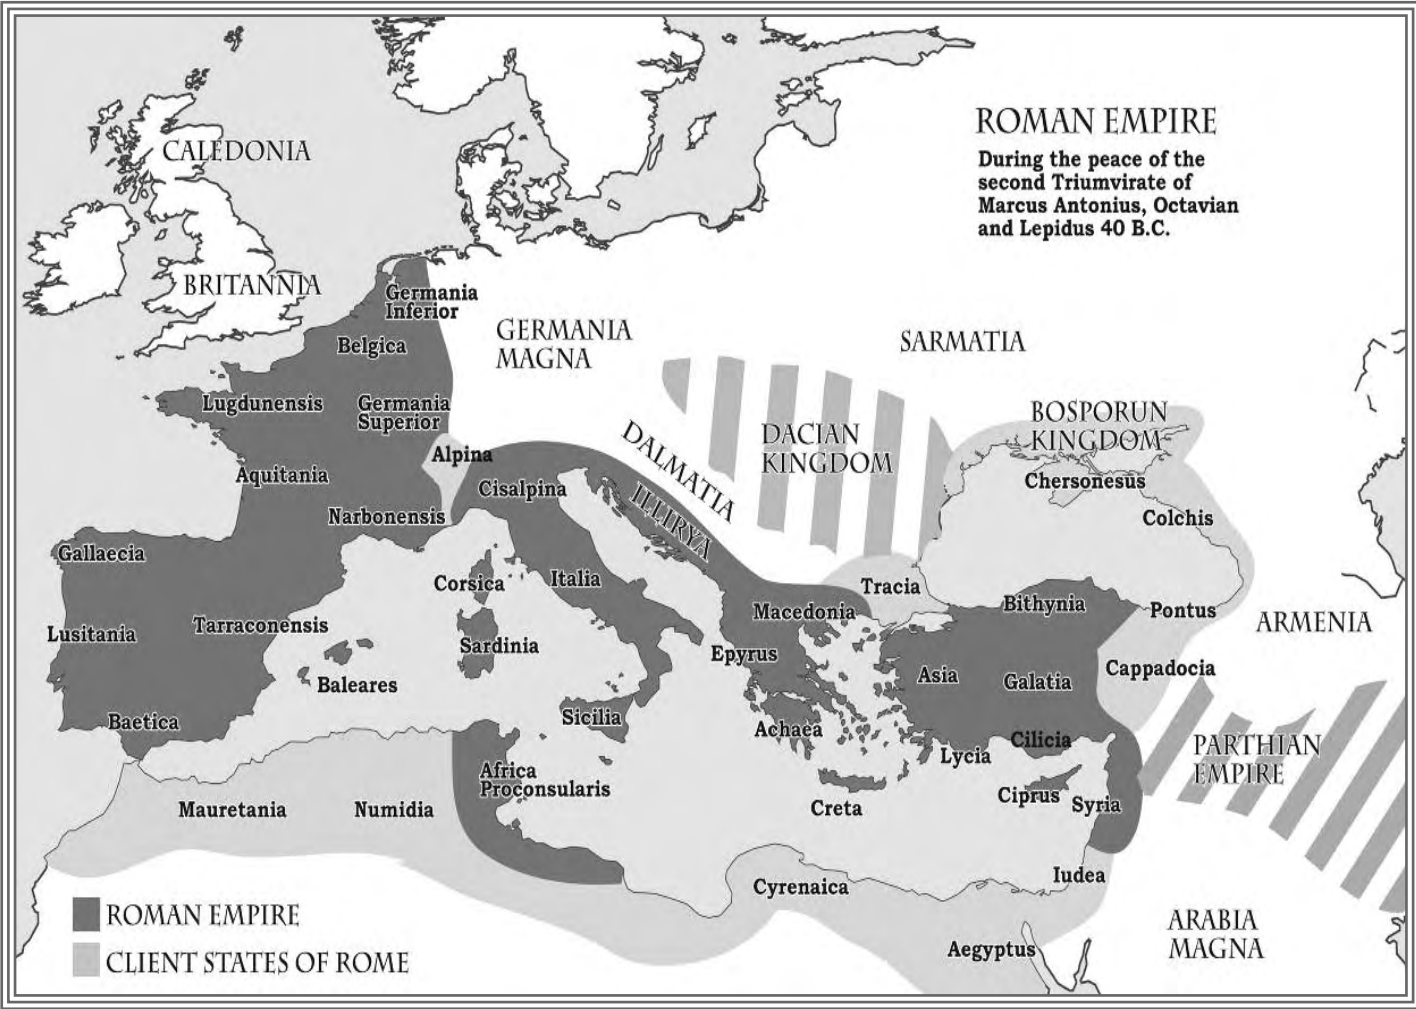 CALEDONIA
ROMAN EMPIRE
During the peace of the
second Triumvirate of
Marcus Antonius, Octavian
and Lepidus 40 B.C.
BRITANNIA
Germania
Inferior
GERMANIA
MAGNA
Belgica
SARMATIA
Lugdunensis
Germania
Superior
BOSPORUN
KINGDOM
DACIAN
KINGDOM
DALMATIA
Alpina
Aquitania
Cisalpina
Chersonesus
ILLIRYA
Narbonensis
Colchis
Gallaecia
Corsica
Italia
Tracia
Bithynia
Pontus
Macedonia
ARMENIA
Lusitania
Tarraconensis
Sardinia
Epyrus
Asia
Galatia
Cappadocia
Baleares
Baetica
Sicilia
Achaea
Cilicia
Lycia
PARTHIAN
EMPIRE
Africa
Proconsularis
Ciprus
Syria
Mauretania
Numidia
Creta
Iudea
Cyrenaica
ROMAN EMPIRE
ARABIA
MAGNA
Aegyptus
CLIENT STATES OF ROME